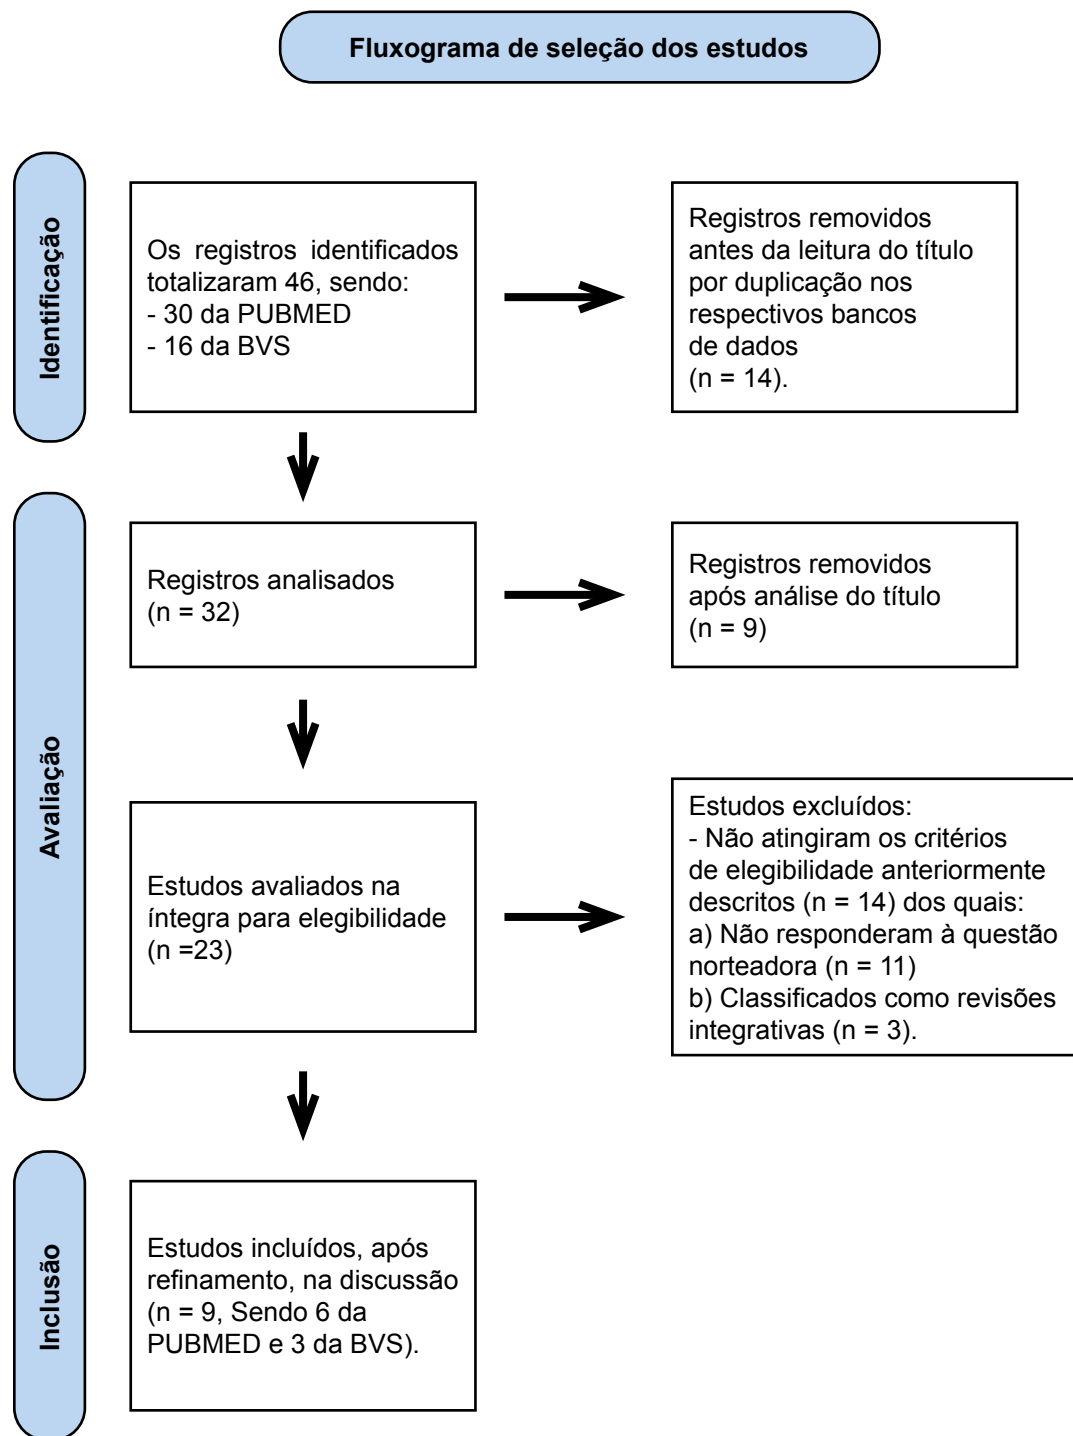 Fluxograma de seleção dos estudos
Identificação
Os registros identificados
totalizaram 46, sendo:
- 30 da PUBMED
- 16 da BVS
Registros removidos
antes da leitura do título
por duplicação nos
respectivos bancos
de dados
(n = 14).
Avaliação
Registros analisados
(n = 32)
Registros removidos
após análise do título
(n = 9)
Estudos avaliados na
íntegra para elegibilidade
(n =23)
Estudos excluídos:
- Não atingiram os critérios
de elegibilidade anteriormente
descritos (n = 14) dos quais:
a) Não responderam à questão
norteadora (n = 11)
b) Classificados como revisões
integrativas (n = 3).
Inclusão
Estudos incluídos, após
refinamento, na discussão
(n = 9, Sendo 6 da
PUBMED e 3 da BVS).